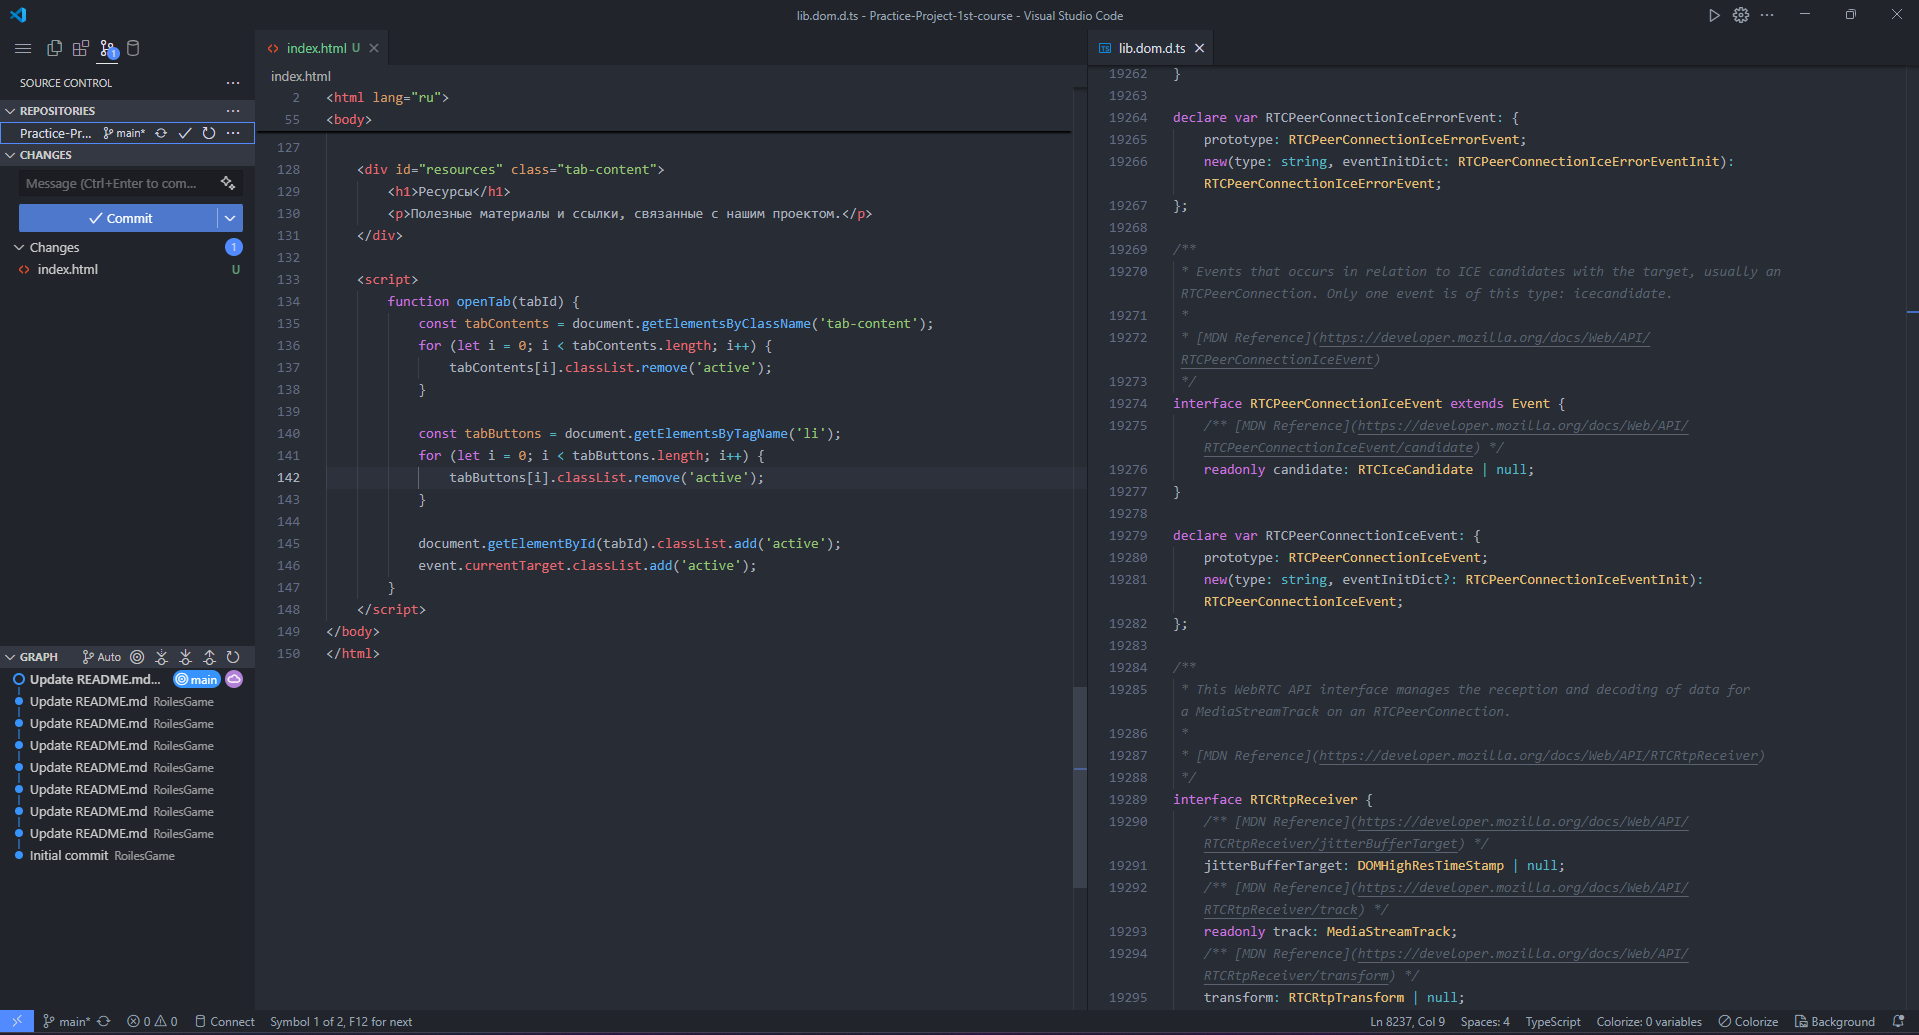 lib.dom.d.ts - Practice-Project-1st-course - Visual Studio Code
1
SOURCE CONTROL
REPOSITORIES
Practice-Pr... main*
CHANGES
Message (Ctrl+Enter to com...
Commit
Changes 1
index.html U
GRAPH Auto
Update README.md... main
Update README.md RoilesGame
Update README.md RoilesGame
Update README.md RoilesGame
Update README.md RoilesGame
Update README.md RoilesGame
Update README.md RoilesGame
Update README.md RoilesGame
Initial commit RoilesGame
index.html U
index.html
2 <html lang="ru">
55 <body>
127
128 <div id="resources" class="tab-content">
129 <h1>Ресурсы</h1>
130 <p>Полезные материалы и ссылки, связанные с нашим проектом.</p>
131 </div>
132
133 <script>
134 function openTab(tabId) {
135 const tabContents = document.getElementsByClassName('tab-content');
136 for (let i = 0; i < tabContents.length; i++) {
137 tabContents[i].classList.remove('active');
138 }
139
140 const tabButtons = document.getElementsByTagName('li');
141 for (let i = 0; i < tabButtons.length; i++) {
142 tabButtons[i].classList.remove('active');
143 }
144
145 document.getElementById(tabId).classList.add('active');
146 event.currentTarget.classList.add('active');
147 }
148 </script>
149 </body>
150 </html>
TS lib.dom.d.ts
19262 }
19263
19264 declare var RTCPeerConnectionIceErrorEvent: {
19265 prototype: RTCPeerConnectionIceErrorEvent;
19266 new(type: string, eventInitDict: RTCPeerConnectionIceErrorEventInit):
RTCPeerConnectionIceErrorEvent;
19267 };
19268
19269 /**
19270 * Events that occurs in relation to ICE candidates with the target, usually an
RTCPeerConnection. Only one event is of this type: icecandidate.
19271 *
19272 * [MDN Reference](https://developer.mozilla.org/docs/Web/API/
RTCPeerConnectionIceEvent)
19273 */
19274 interface RTCPeerConnectionIceEvent extends Event {
19275 /** [MDN Reference](https://developer.mozilla.org/docs/Web/API/
RTCPeerConnectionIceEvent/candidate) */
19276 readonly candidate: RTCIceCandidate | null;
19277 }
19278
19279 declare var RTCPeerConnectionIceEvent: {
19280 prototype: RTCPeerConnectionIceEvent;
19281 new(type: string, eventInitDict?: RTCPeerConnectionIceEventInit):
RTCPeerConnectionIceEvent;
19282 };
19283
19284 /**
19285 * This WebRTC API interface manages the reception and decoding of data for
a MediaStreamTrack on an RTCPeerConnection.
19286 *
19287 * [MDN Reference](https://developer.mozilla.org/docs/Web/API/RTCRtpReceiver)
19288 */
19289 interface RTCRtpReceiver {
19290 /** [MDN Reference](https://developer.mozilla.org/docs/Web/API/
RTCRtpReceiver/jitterBufferTarget) */
19291 jitterBufferTarget: DOMHighResTimeStamp | null;
19292 /** [MDN Reference](https://developer.mozilla.org/docs/Web/API/
RTCRtpReceiver/track) */
19293 readonly track: MediaStreamTrack;
19294 /** [MDN Reference](https://developer.mozilla.org/docs/Web/API/
RTCRtpReceiver/transform) */
19295 transform: RTCRtpTransform | null;
main* 0 0 Connect Symbol 1 of 2, F12 for next Ln 8237, Col 9 Spaces: 4 TypeScript Colorize: 0 variables Colorize Background